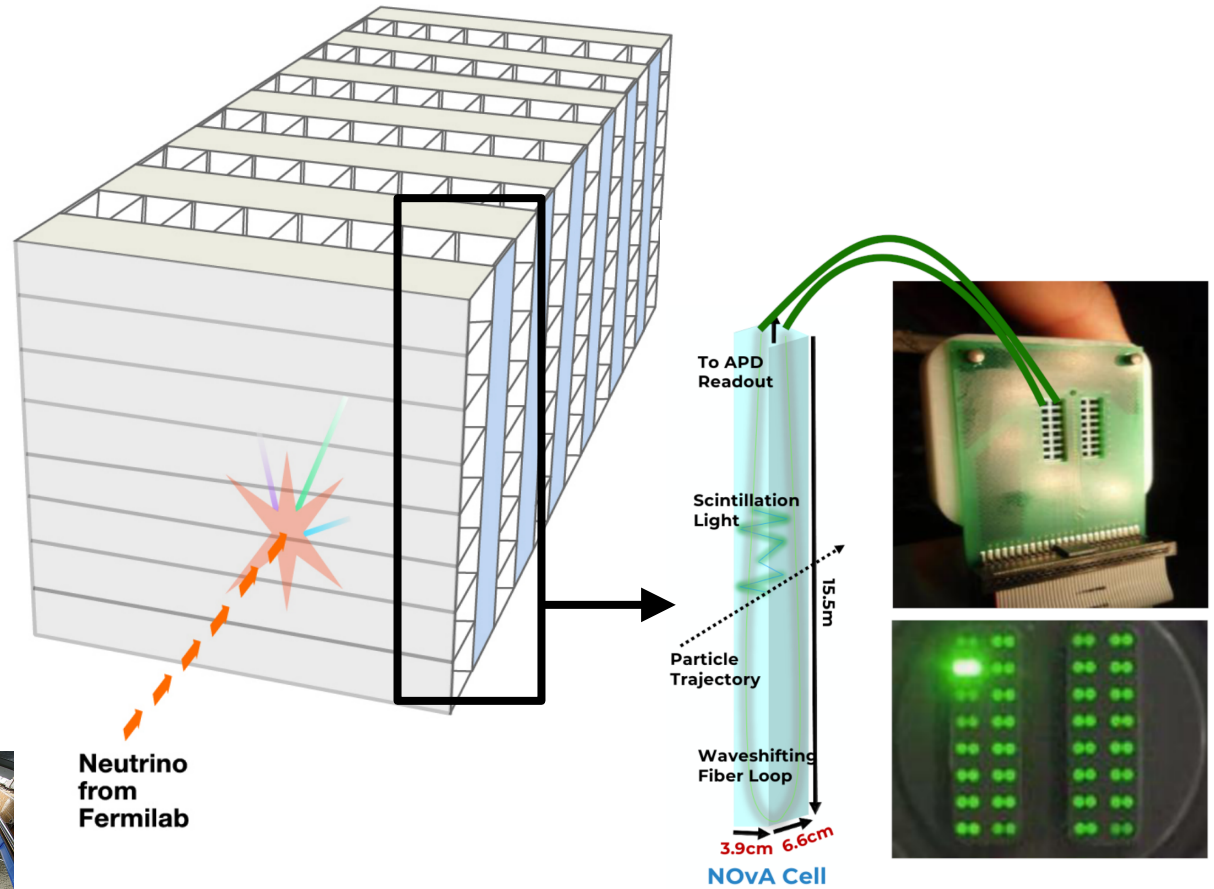 To APD
Readout
Scintillation
Light
15.5m
Particle
Trajectory
Waveshifting
Fiber Loop
3.9cm
6.6cm
NOvA Cell
Neutrino
from
Fermilab